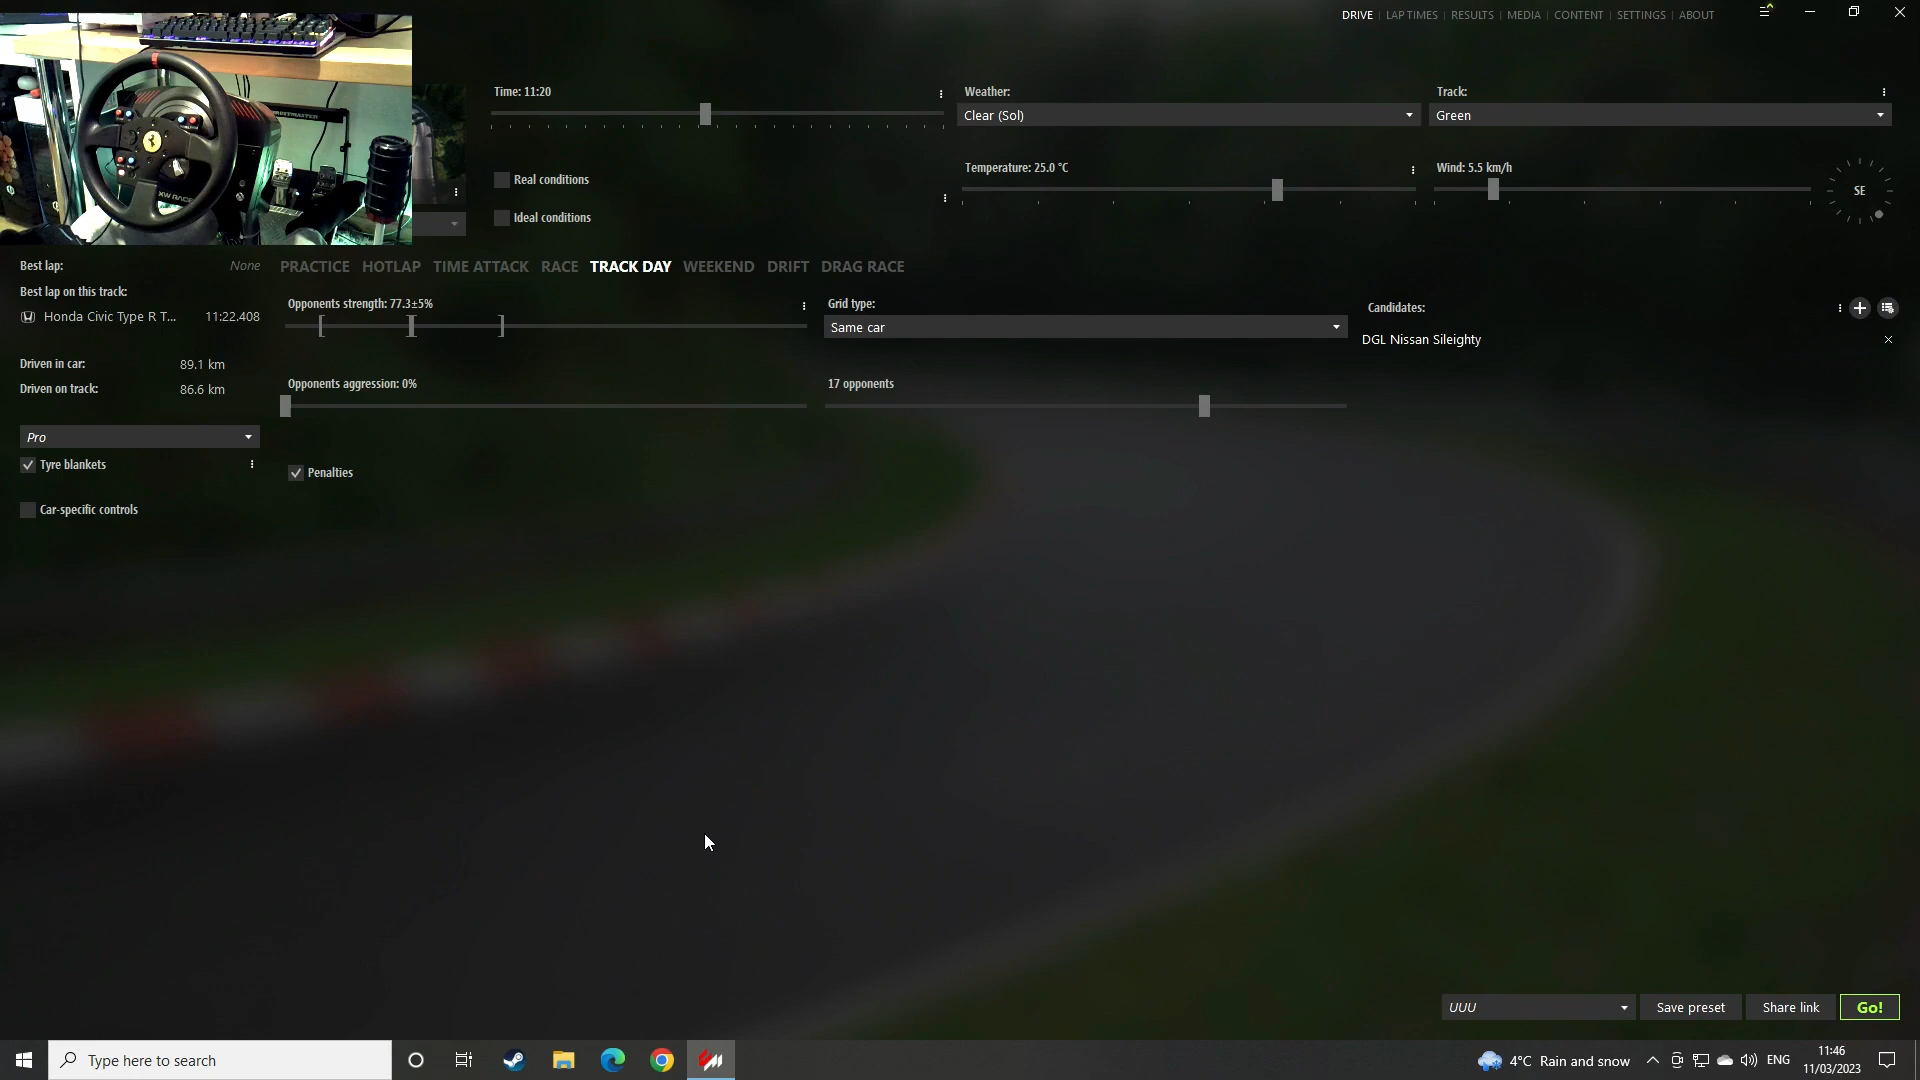 DRIVE | LAP TIMES | RESULTS | MEDIA | CONTENT | SETTINGS | ABOUT
Time: 11:20
Weather:
Clear (Sol)
Track:
Green
Real conditions
Ideal conditions
Temperature: 25.0 °C
Wind: 5.5 km/h
SE
Best lap: None
Best lap on this track:
Honda Civic Type R T... 11:22.408
Driven in car: 89.1 km
Driven on track: 86.6 km
Pro
Tyre blankets
Car-specific controls
PRACTICE HOTLAP TIME ATTACK RACE TRACK DAY WEEKEND DRIFT DRAG RACE
Opponents strength: 77.3±5%
Opponents aggression: 0%
Penalties
Grid type:
Same car
17 opponents
Candidates:
DGL Nissan Sileighty
UUU
Save preset
Share link
Go!
Type here to search
4°C Rain and snow
ENG
11:46
11/03/2023